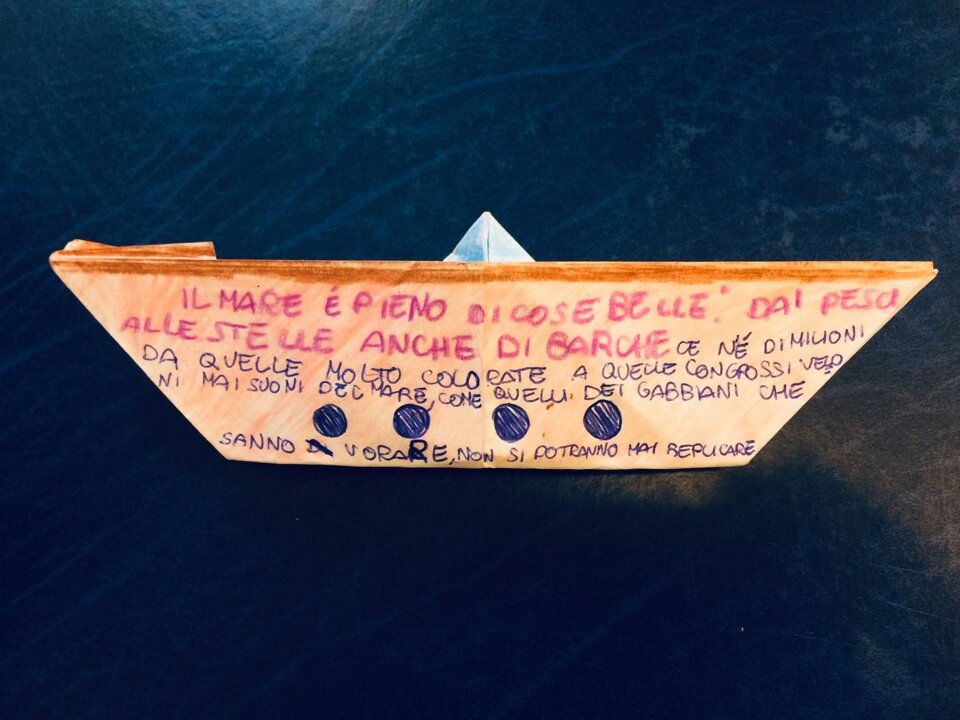 IL MARE É PIENO DI COSE BELLE: DAI PESCI
ALLE STELLE ANCHE DI BARCHE CE NÉ DI MILIONI
DA QUELLE MOLTO COLORATE A QUELLE CON GROSSI VELO
NI MAI SUONI DEL MARE, COME QUELLI DEI GABBIANI CHE
SANNO VORARE, NON SI POTRANNO MAI REPLICARE